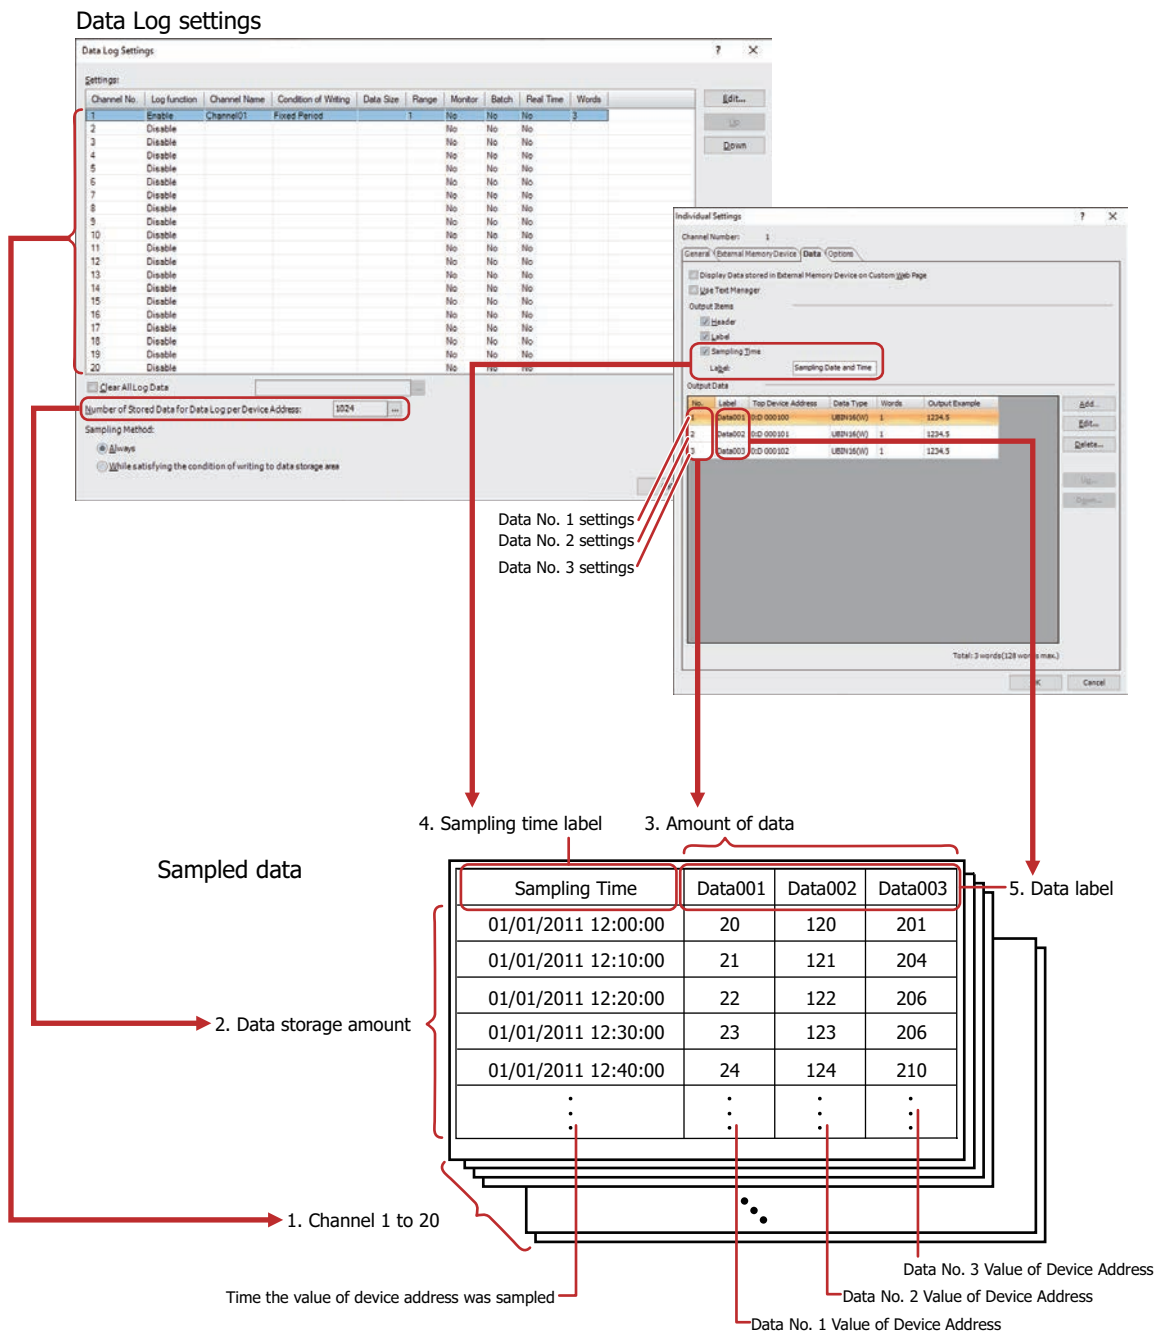 Data Log settings
Data Log Settings
? ×
Settings:
Channel No. Log function Channel Name Condition of Writing Data Size Range Monitor Batch Real Time Words
1 Enable Channel01 Fixed Period 1 No No No 3
2 Disable No No No
3 Disable No No No
4 Disable No No No
5 Disable No No No
6 Disable No No No
7 Disable No No No
8 Disable No No No
9 Disable No No No
10 Disable No No No
11 Disable No No No
12 Disable No No No
13 Disable No No No
14 Disable No No No
15 Disable No No No
16 Disable No No No
17 Disable No No No
18 Disable No No No
19 Disable No No No
20 Disable No No No
Edit...
Up
Down
Clear All Log Data
...
Number of Stored Data for Data Log per Device Address: 1024 ...
Sampling Method:
Always
While satisfying the condition of writing to data storage area
Individual Settings
? ×
Channel Number: 1
General External Memory Device Data Options
Display Data stored in External Memory Device on Custom Web Page
Use Text Manager
Output Items
Header
Label
Sampling Time
Label: Sampling Date and Time
Output Data
No. Label Top Device Address Data Type Words Output Example
1 Data001 0:D 000100 UBIN16(W) 1 1234.5
2 Data002 0:D 000101 UBIN16(W) 1 1234.5
3 Data003 0:D 000102 UBIN16(W) 1 1234.5
Add...
Edit...
Delete...
Up...
Down...
Total: 3 words(128 words max.)
Cancel
Data No. 1 settings
Data No. 2 settings
Data No. 3 settings
4. Sampling time label
3. Amount of data
Sampled data
Sampling Time Data001 Data002 Data003
5. Data label
01/01/2011 12:00:00 20 120 201
01/01/2011 12:10:00 21 121 204
01/01/2011 12:20:00 22 122 206
01/01/2011 12:30:00 23 123 206
01/01/2011 12:40:00 24 124 210
2. Data storage amount
1. Channel 1 to 20
Data No. 3 Value of Device Address
Time the value of device address was sampled
Data No. 2 Value of Device Address
Data No. 1 Value of Device Address